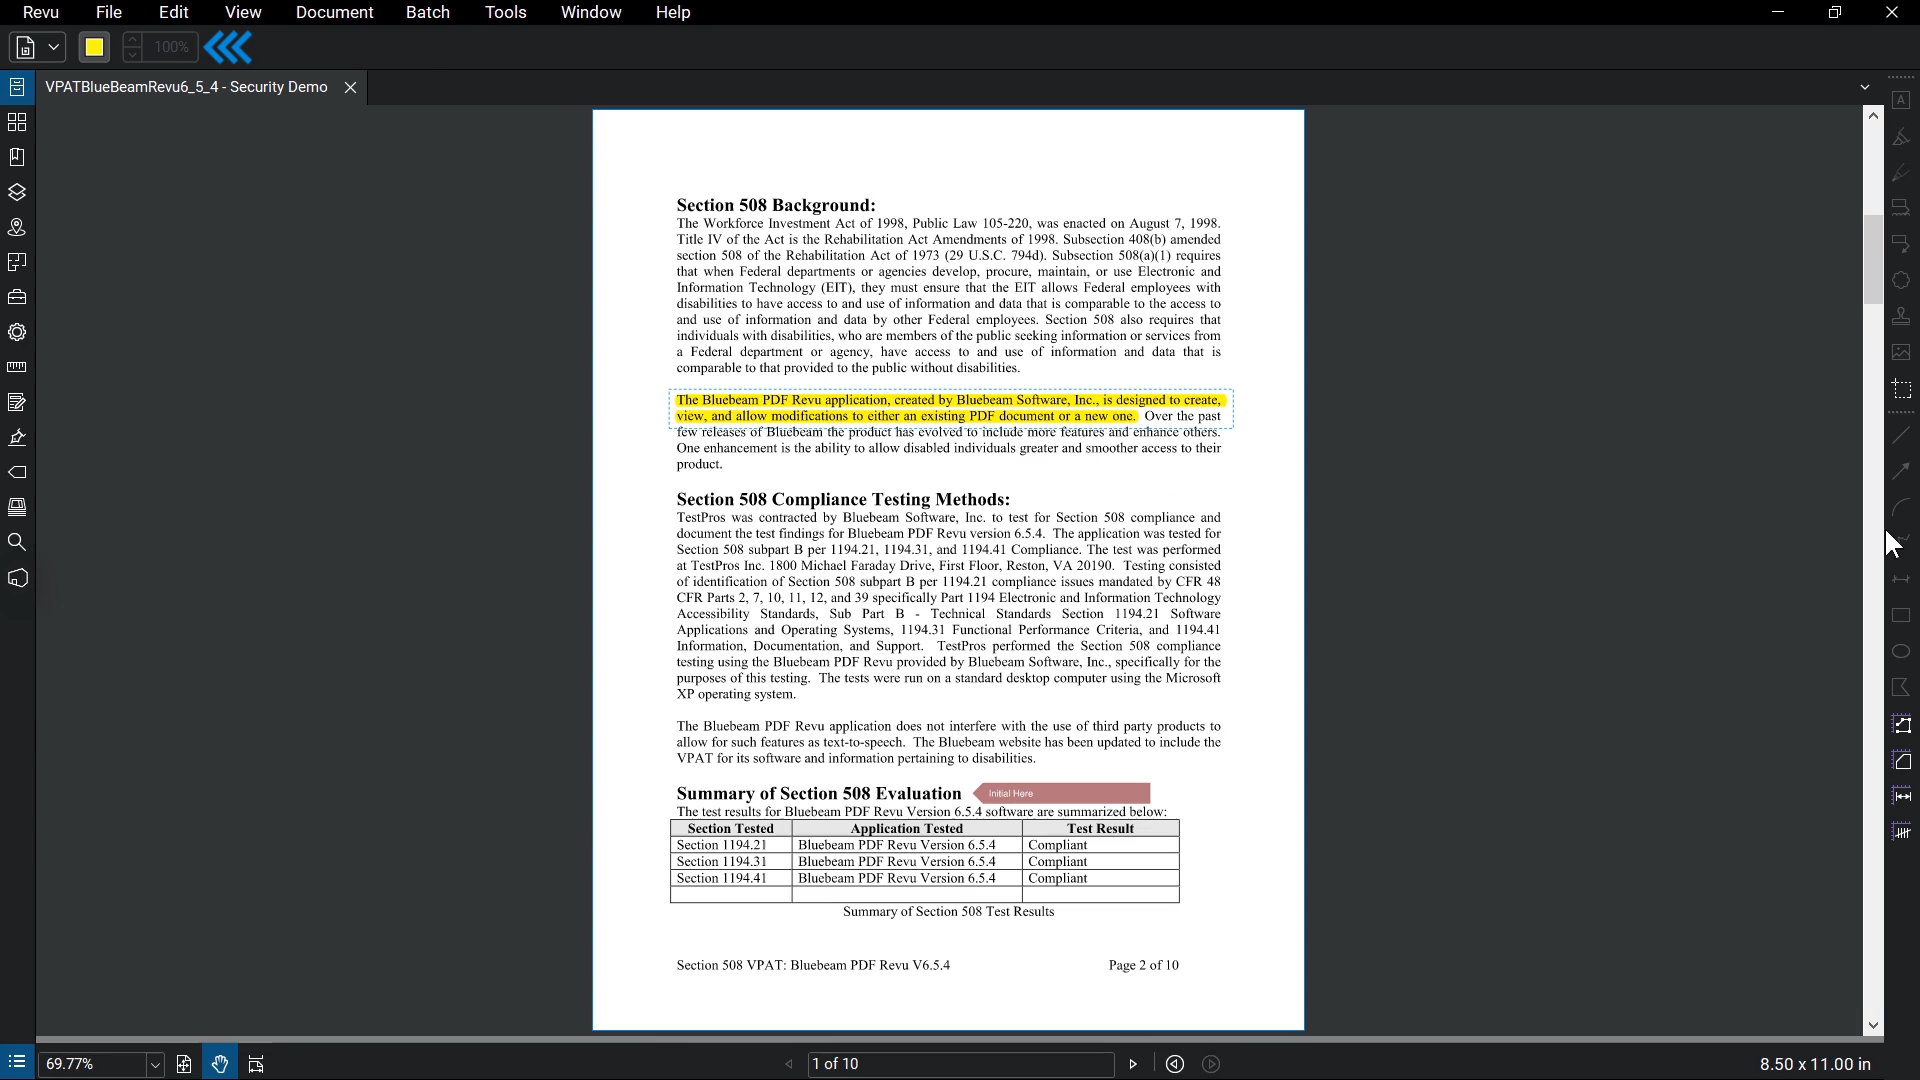 Revu File Edit View Document Batch Tools Window Help
100%
VPATBlueBeamRevu6_5_4 - Security Demo
Section 508 Background:
The Workforce Investment Act of 1998, Public Law 105-220, was enacted on August 7, 1998.
Title IV of the Act is the Rehabilitation Act Amendments of 1998. Subsection 408(b) amended
section 508 of the Rehabilitation Act of 1973 (29 U.S.C. 794d). Subsection 508(a)(1) requires
that when Federal departments or agencies develop, procure, maintain, or use Electronic and
Information Technology (EIT), they must ensure that the EIT allows Federal employees with
disabilities to have access to and use of information and data that is comparable to the access to
and use of information and data by other Federal employees. Section 508 also requires that
individuals with disabilities, who are members of the public seeking information or services from
a Federal department or agency, have access to and use of information and data that is
comparable to that provided to the public without disabilities.
The Bluebeam PDF Revu application, created by Bluebeam Software, Inc., is designed to create,
view, and allow modifications to either an existing PDF document or a new one. Over the past
few releases of Bluebeam the product has evolved to include more features and enhance others.
One enhancement is the ability to allow disabled individuals greater and smoother access to their
product.
Section 508 Compliance Testing Methods:
TestPros was contracted by Bluebeam Software, Inc. to test for Section 508 compliance and
document the test findings for Bluebeam PDF Revu version 6.5.4. The application was tested for
Section 508 subpart B per 1194.21, 1194.31, and 1194.41 Compliance. The test was performed
at TestPros Inc. 1800 Michael Faraday Drive, First Floor, Reston, VA 20190. Testing consisted
of identification of Section 508 subpart B per 1194.21 compliance issues mandated by CFR 48
CFR Parts 2, 7, 10, 11, 12, and 39 specifically Part 1194 Electronic and Information Technology
Accessibility Standards, Sub Part B - Technical Standards Section 1194.21 Software
Applications and Operating Systems, 1194.31 Functional Performance Criteria, and 1194.41
Information, Documentation, and Support. TestPros performed the Section 508 compliance
testing using the Bluebeam PDF Revu provided by Bluebeam Software, Inc., specifically for the
purposes of this testing. The tests were run on a standard desktop computer using the Microsoft
XP operating system.
The Bluebeam PDF Revu application does not interfere with the use of third party products to
allow for such features as text-to-speech. The Bluebeam website has been updated to include the
VPAT for its software and information pertaining to disabilities.
Summary of Section 508 Evaluation Initial Here
The test results for Bluebeam PDF Revu Version 6.5.4 software are summarized below:
Section Tested Application Tested Test Result
Section 1194.21 Bluebeam PDF Revu Version 6.5.4 Compliant
Section 1194.31 Bluebeam PDF Revu Version 6.5.4 Compliant
Section 1194.41 Bluebeam PDF Revu Version 6.5.4 Compliant
Summary of Section 508 Test Results
Section 508 VPAT: Bluebeam PDF Revu V6.5.4 Page 2 of 10
69.77% 1 of 10 8.50 x 11.00 in